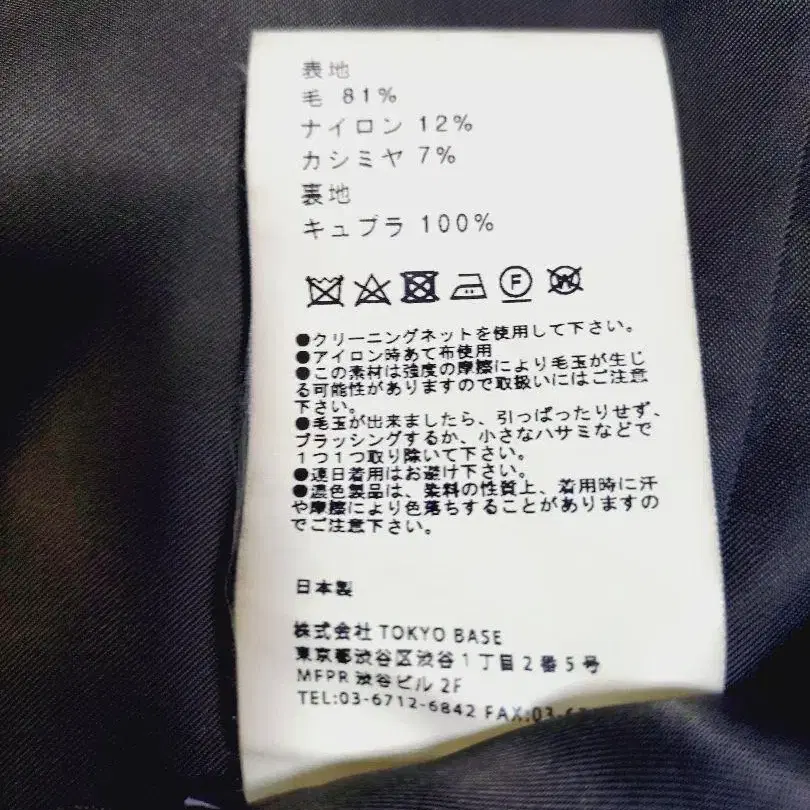 表地
毛 81%
ナイロン 12%
カシミヤ 7%
裏地
キュプラ 100%
F
W
●クリーニングネットを使用して下さい。
●アイロン時あて布使用
●この素材は強度の摩擦により毛玉が生じ
る可能性がありますので取扱いにはご注意
下さい。
●毛玉が出来ましたら、引っぱったりせず、
ブラッシングするか、小さなハサミなどで
1つ1つ取り除いて下さい。
●連日着用はお避け下さい。
●濃色製品は、染料の性質上、着用時に汗
や摩擦により色落ちすることがありますの
でご注意下さい。
日本製
株式会社 TOKYO BASE
東京都渋谷区渋谷1丁目2番5号
MFPR 渋谷ビル 2F
TEL:03-6712-6842 FAX:03-